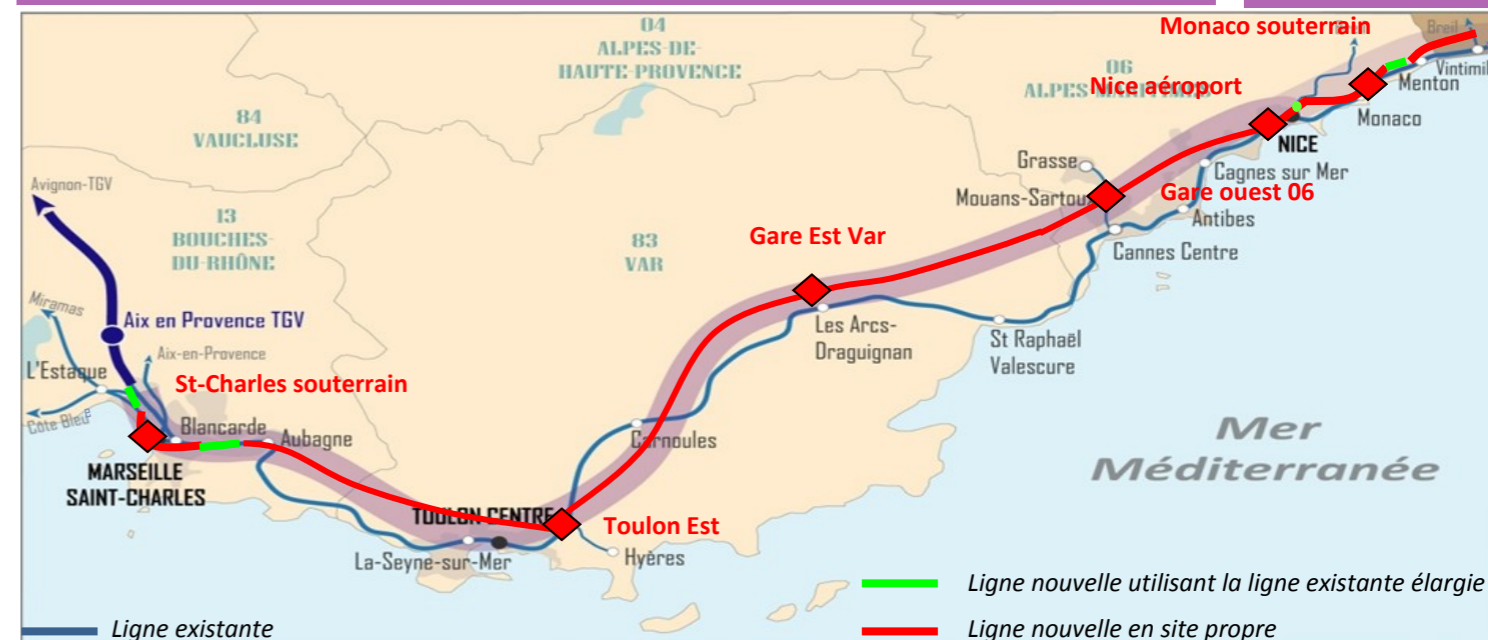 04
ALPES-DE-
HAUTE-PROVENCE
Monaco souterrain
Breil
06
ALPES-MARITIMES
Nice aéroport
Vintimil
Menton
Monaco
NICE
84
VAUCLUSE
Grasse
Cagnes sur Mer
Mouans-Sartou
Gare ouest 06
Antibes
Avignon-TGV
13
BOUCHES-
DU-RHÔNE
83
VAR
Gare Est Var
Cannes Centre
Miramas
Aix en Provence TGV
Les Arcs-
Draguignan
St Raphaël
Valescure
Aix-en-Provence
L'Estaque
St-Charles souterrain
Côte Bleue
Blancarde
Aubagne
Carnoules
Mer
Méditerranée
MARSEILLE
SAINT-CHARLES
TOULON CENTRE
Toulon Est
La-Seyne-sur-Mer
Hyères
Ligne nouvelle utilisant la ligne existante élargie
Ligne existante
Ligne nouvelle en site propre